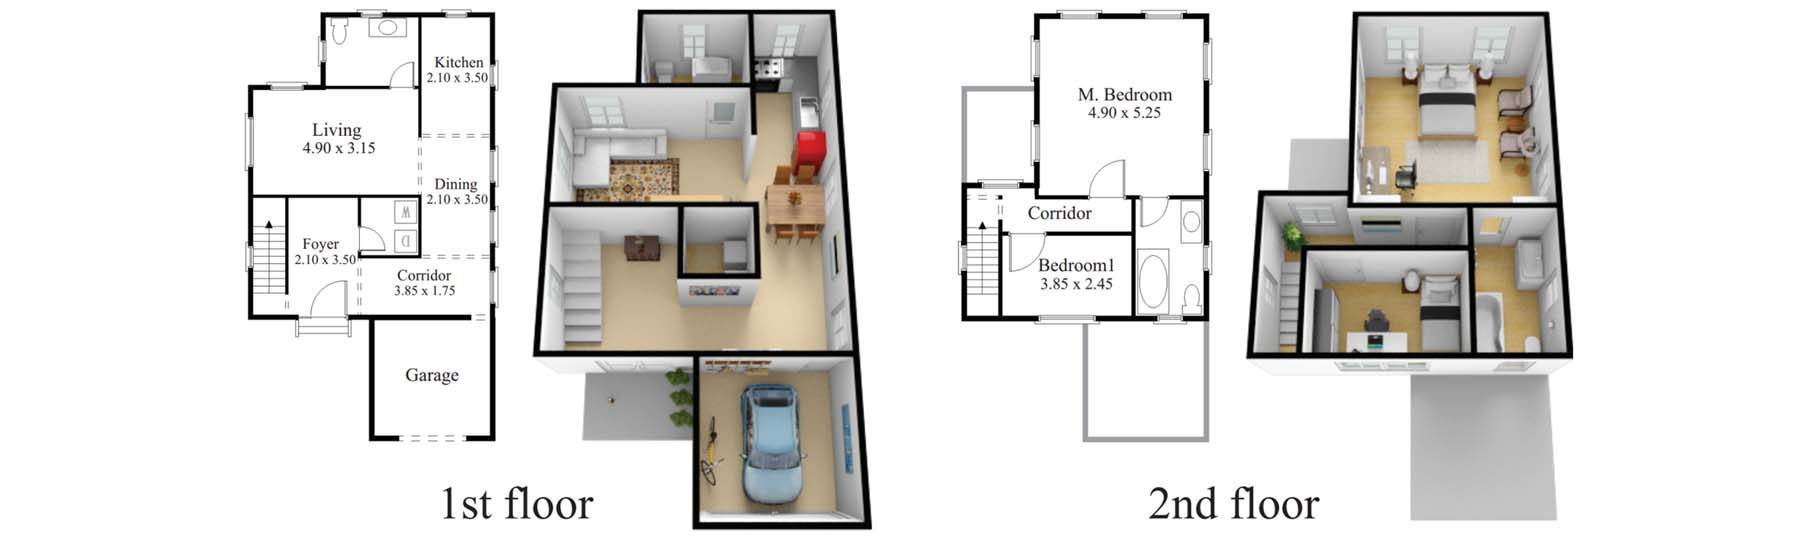 Kitchen
2.10 x 3.50
Living
4.90 x 3.15
Dining
2.10 x 3.50
W
D
Foyer
2.10 x 3.50
Corridor
3.85 x 1.75
Garage
1st floor
M. Bedroom
4.90 x 5.25
Corridor
Bedroom1
3.85 x 2.45
2nd floor